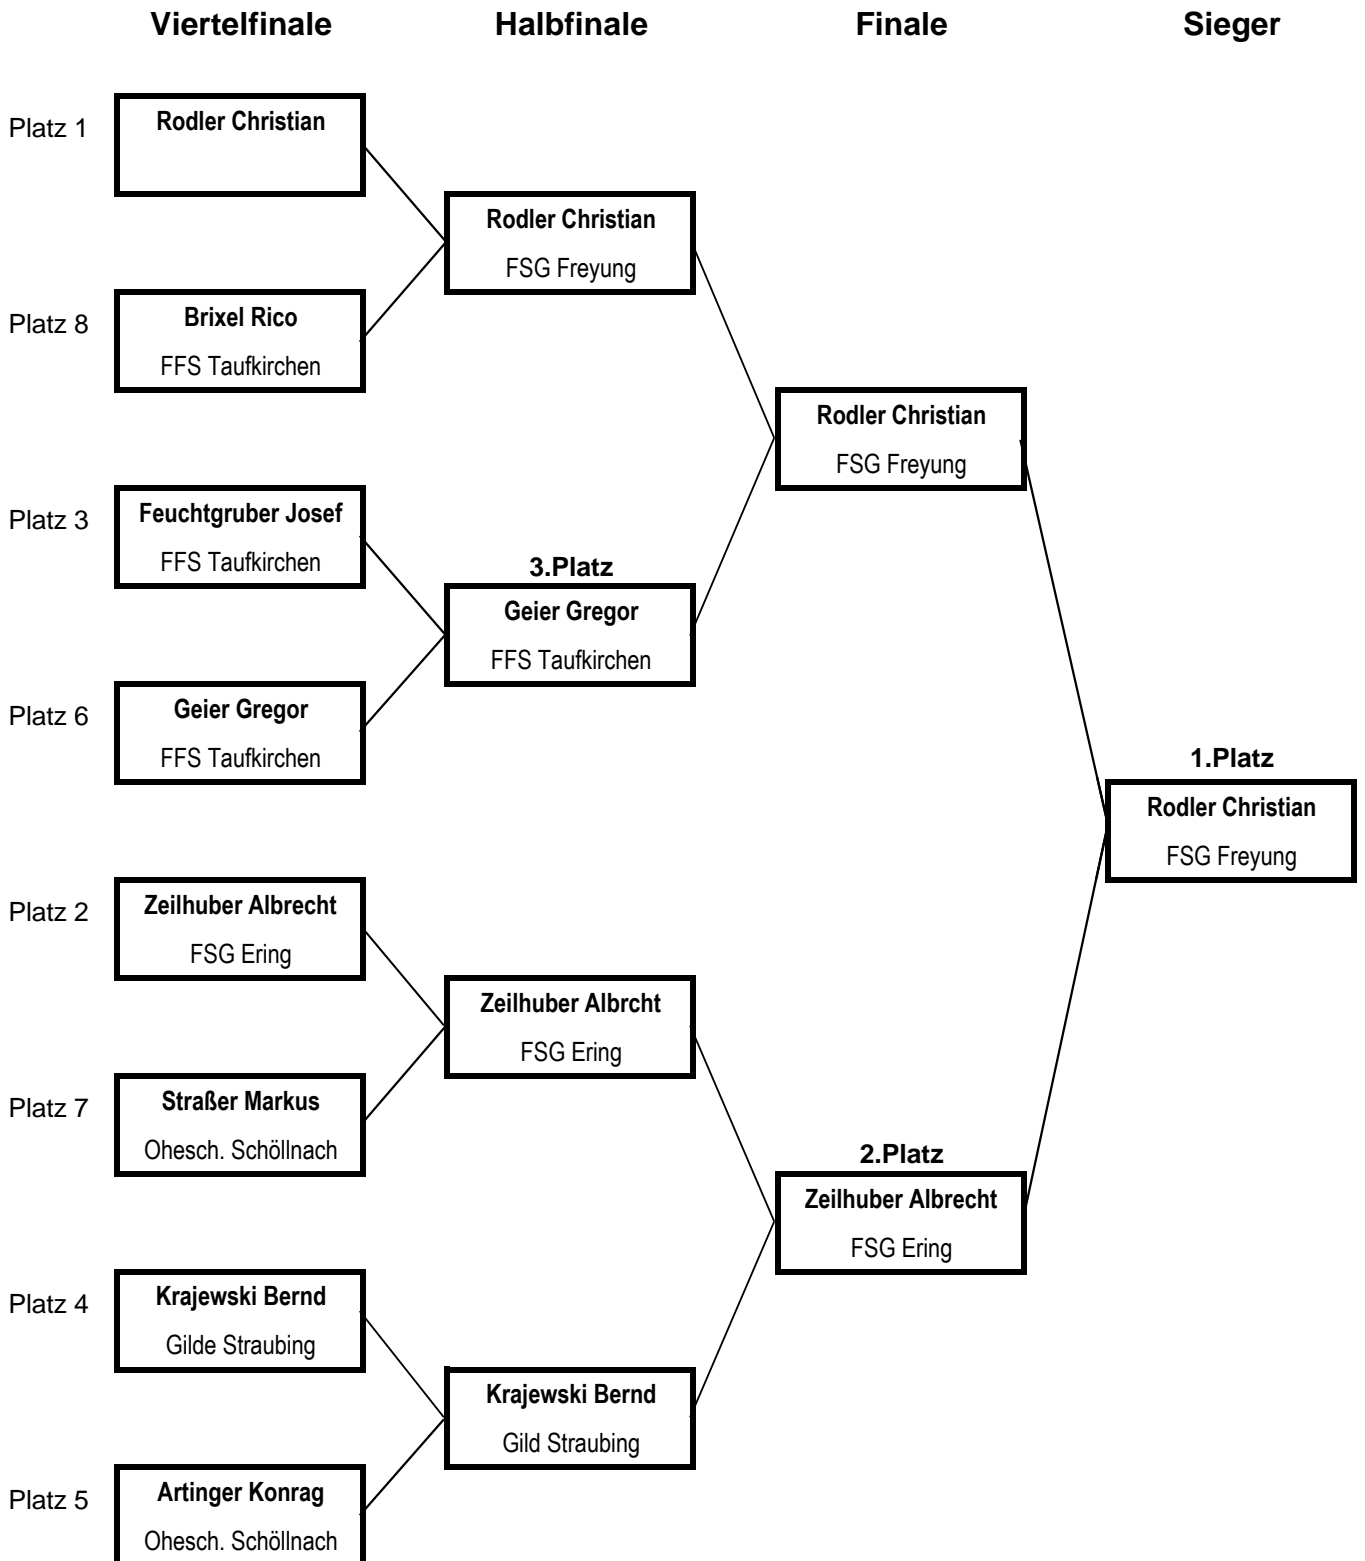 Viertelfinale
Halbfinale
Finale
Sieger
Platz 1
Rodler Christian
Rodler Christian
FSG Freyung
Platz 8
Brixel Rico
FFS Taufkirchen
Rodler Christian
FSG Freyung
Platz 3
Feuchtgruber Josef
FFS Taufkirchen
3.Platz
Geier Gregor
FFS Taufkirchen
Platz 6
Geier Gregor
FFS Taufkirchen
1.Platz
Rodler Christian
FSG Freyung
Platz 2
Zeilhuber Albrecht
FSG Ering
Zeilhuber Albrcht
FSG Ering
Platz 7
Straßer Markus
Ohesch. Schöllnach
2.Platz
Zeilhuber Albrecht
FSG Ering
Platz 4
Krajewski Bernd
Gilde Straubing
Krajewski Bernd
Gild Straubing
Platz 5
Artinger Konrag
Ohesch. Schöllnach